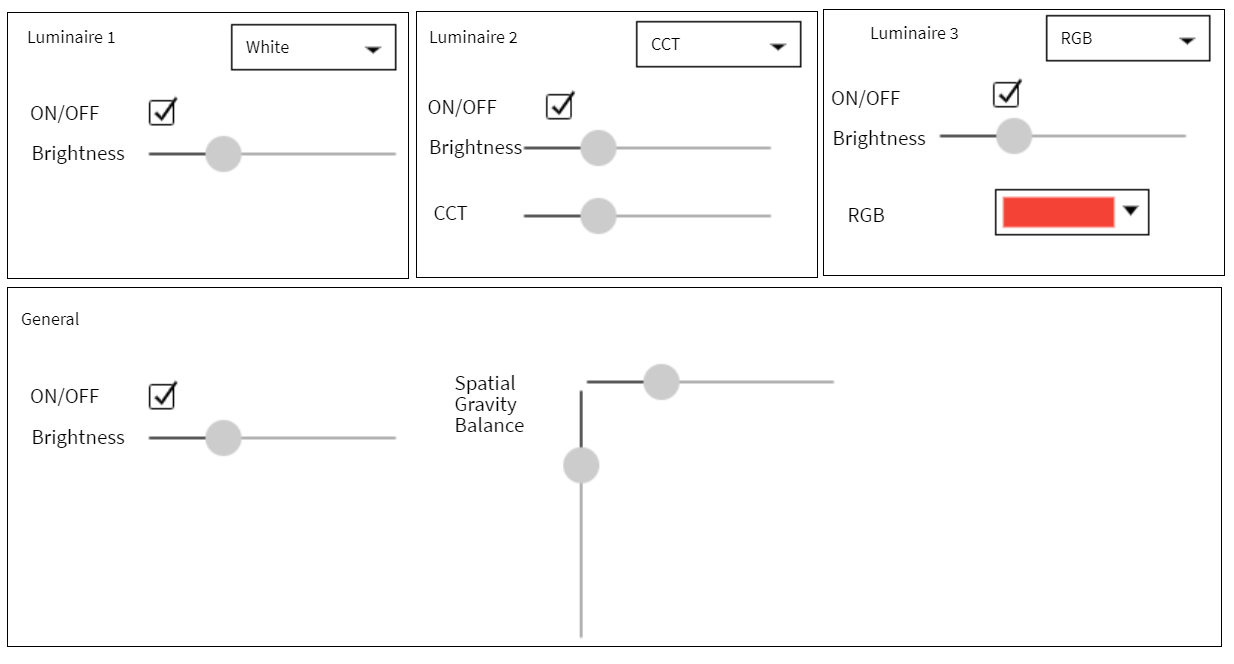 Luminaire 1
White
ON/OFF
Brightness
Luminaire 2
CCT
ON/OFF
Brightness
CCT
Luminaire 3
RGB
ON/OFF
Brightness
RGB
General
ON/OFF
Brightness
Spatial
Gravity
Balance